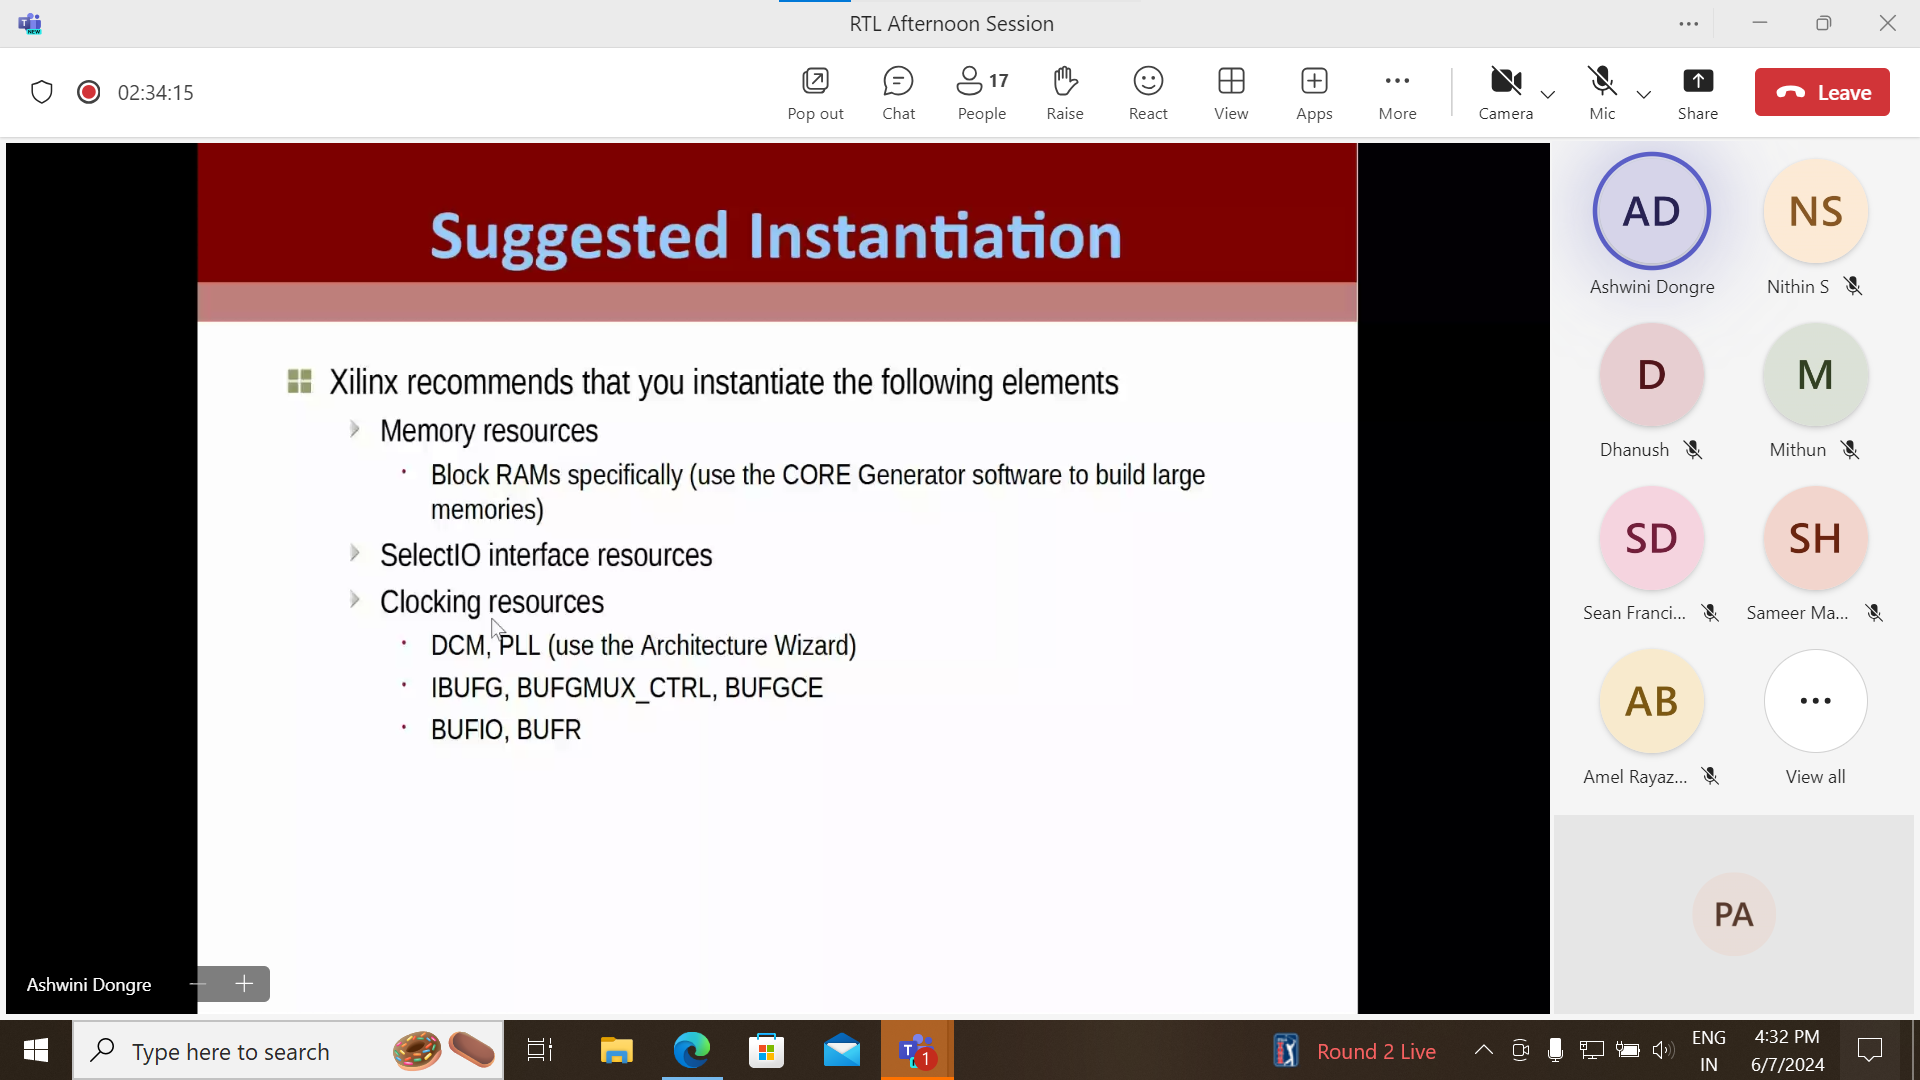 RTL Afternoon Session
NEW
02:34:15
Pop out
Chat
17
People
Raise
React
View
Apps
More
Camera
Mic
Share
Leave
Suggested Instantiation
Xilinx recommends that you instantiate the following elements
Memory resources
Block RAMs specifically (use the CORE Generator software to build large
memories)
SelectIO interface resources
Clocking resources
DCM, PLL (use the Architecture Wizard)
IBUFG, BUFGMUX_CTRL, BUFGCE
BUFIO, BUFR
Ashwini Dongre
AD
Ashwini Dongre
NS
Nithin S
D
Dhanush
M
Mithun
SD
Sean Franci...
SH
Sameer Ma...
AB
Amel Rayaz...
View all
PA
Type here to search
1
Round 2 Live
ENG
IN
4:32 PM
6/7/2024